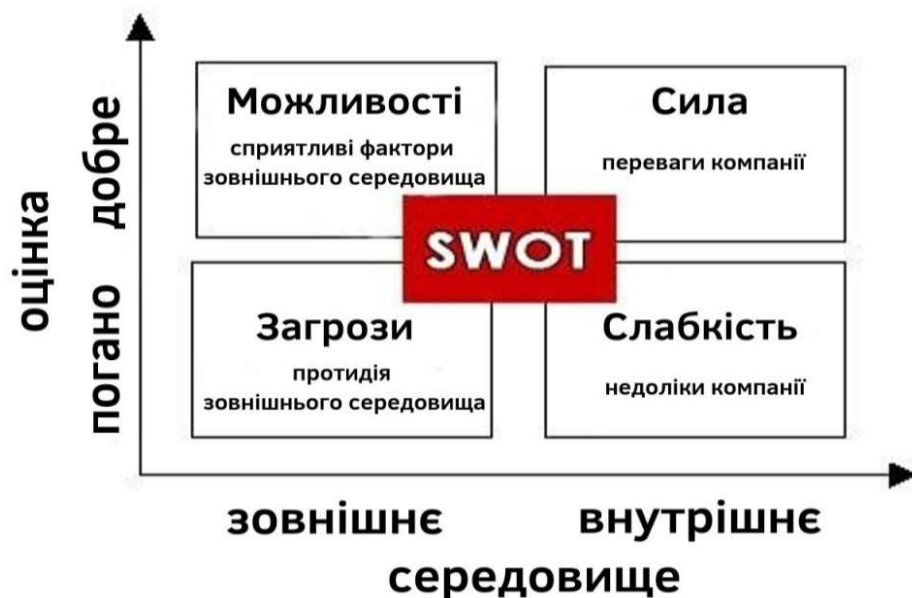 оцінка
добре
погано
Можливості
сприятливі фактори
зовнішнього середовища
Сила
переваги компанії
SWOT
Загрози
протидія
зовнішнього середовища
Слабкість
недоліки компанії
зовнішнє
внутрішнє
середовище